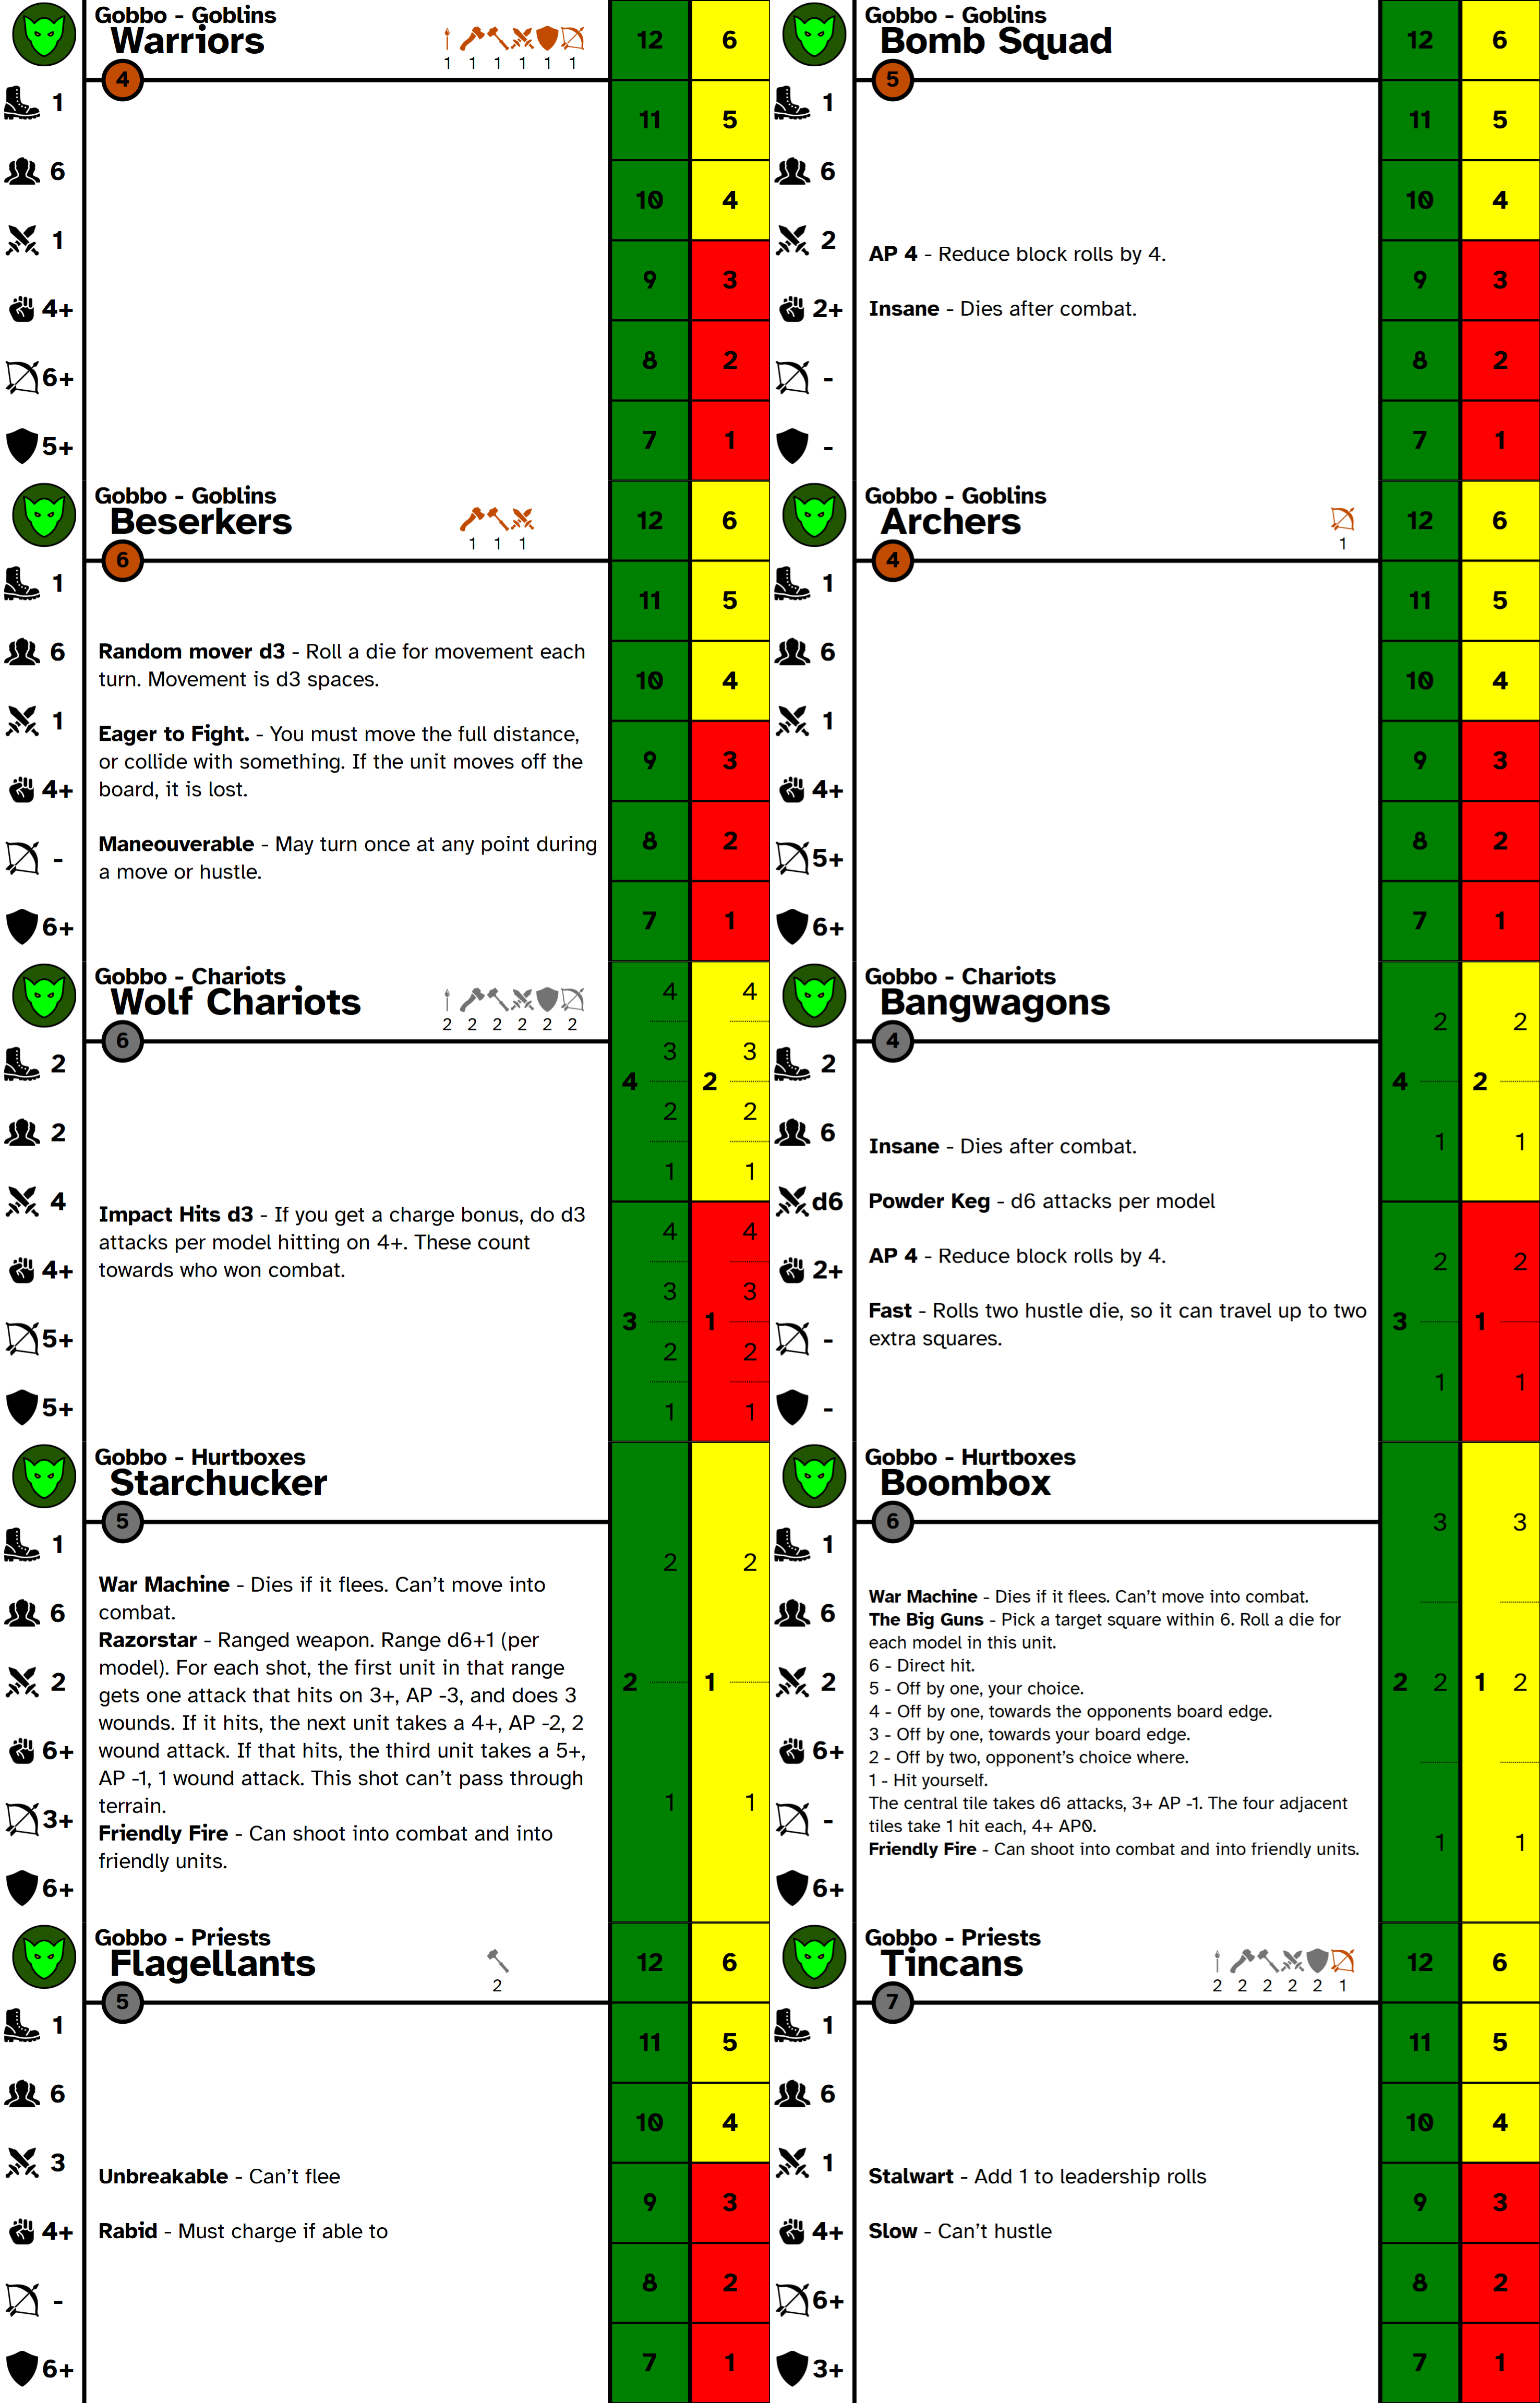 Gobbo - Goblins
Warriors
1 1 1 1 1 1
4
1
6
1
4+
6+
5+
12 6
11 5
10 4
9 3
8 2
7 1
Gobbo - Goblins
Bomb Squad
5
1
6
2
2+
-
-
AP 4 - Reduce block rolls by 4.
Insane - Dies after combat.
12 6
11 5
10 4
9 3
8 2
7 1
Gobbo - Goblins
Beserkers
1 1 1
6
1
6
1
4+
-
6+
Random mover d3 - Roll a die for movement each
turn. Movement is d3 spaces.
Eager to Fight. - You must move the full distance,
or collide with something. If the unit moves off the
board, it is lost.
Maneouverable - May turn once at any point during
a move or hustle.
12 6
11 5
10 4
9 3
8 2
7 1
Gobbo - Goblins
Archers
1
4
1
6
1
4+
5+
6+
12 6
11 5
10 4
9 3
8 2
7 1
Gobbo - Chariots
Wolf Chariots
2 2 2 2 2 2
6
2
2
4
4+
5+
5+
Impact Hits d3 - If you get a charge bonus, do d3
attacks per model hitting on 4+. These count
towards who won combat.
4 4
3 3
4 2
2 2
1 1
4 4
3 3
3 1
2 2
1 1
Gobbo - Chariots
Bangwagons
4
2
6
d6
2+
-
-
Insane - Dies after combat.
Powder Keg - d6 attacks per model
AP 4 - Reduce block rolls by 4.
Fast - Rolls two hustle die, so it can travel up to two
extra squares.
2 2
4 2
1 1
2 2
3 1
1 1
Gobbo - Hurtboxes
Starchucker
5
1
6
2
6+
3+
6+
War Machine - Dies if it flees. Can't move into
combat.
Razorstar - Ranged weapon. Range d6+1 (per
model). For each shot, the first unit in that range
gets one attack that hits on 3+, AP -3, and does 3
wounds. If it hits, the next unit takes a 4+, AP -2, 2
wound attack. If that hits, the third unit takes a 5+,
AP -1, 1 wound attack. This shot can't pass through
terrain.
Friendly Fire - Can shoot into combat and into
friendly units.
2 2
2 1
1 1
Gobbo - Hurtboxes
Boombox
6
1
6
2
6+
-
6+
War Machine - Dies if it flees. Can't move into combat.
The Big Guns - Pick a target square within 6. Roll a die for
each model in this unit.
6 - Direct hit.
5 - Off by one, your choice.
4 - Off by one, towards the opponents board edge.
3 - Off by one, towards your board edge.
2 - Off by two, opponent's choice where.
1 - Hit yourself.
The central tile takes d6 attacks, 3+ AP -1. The four adjacent
tiles take 1 hit each, 4+ AP0.
Friendly Fire - Can shoot into combat and into friendly units.
3 3
2 2 1 2
1 1
Gobbo - Priests
Flagellants
2
5
1
6
3
4+
-
6+
Unbreakable - Can't flee
Rabid - Must charge if able to
12 6
11 5
10 4
9 3
8 2
7 1
Gobbo - Priests
Tincans
2 2 2 2 2 1
7
1
6
1
4+
6+
3+
Stalwart - Add 1 to leadership rolls
Slow - Can't hustle
12 6
11 5
10 4
9 3
8 2
7 1